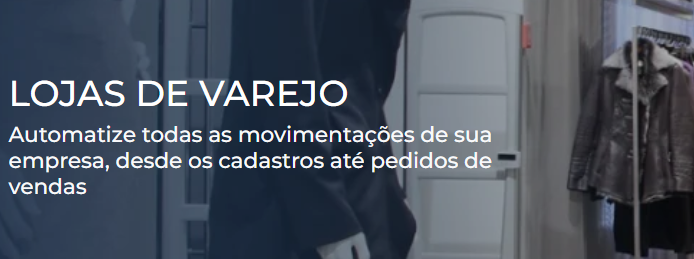 LOJAS DE VAREJO
Automatize todas as movimentações de sua
empresa, desde os cadastros até pedidos de
vendas